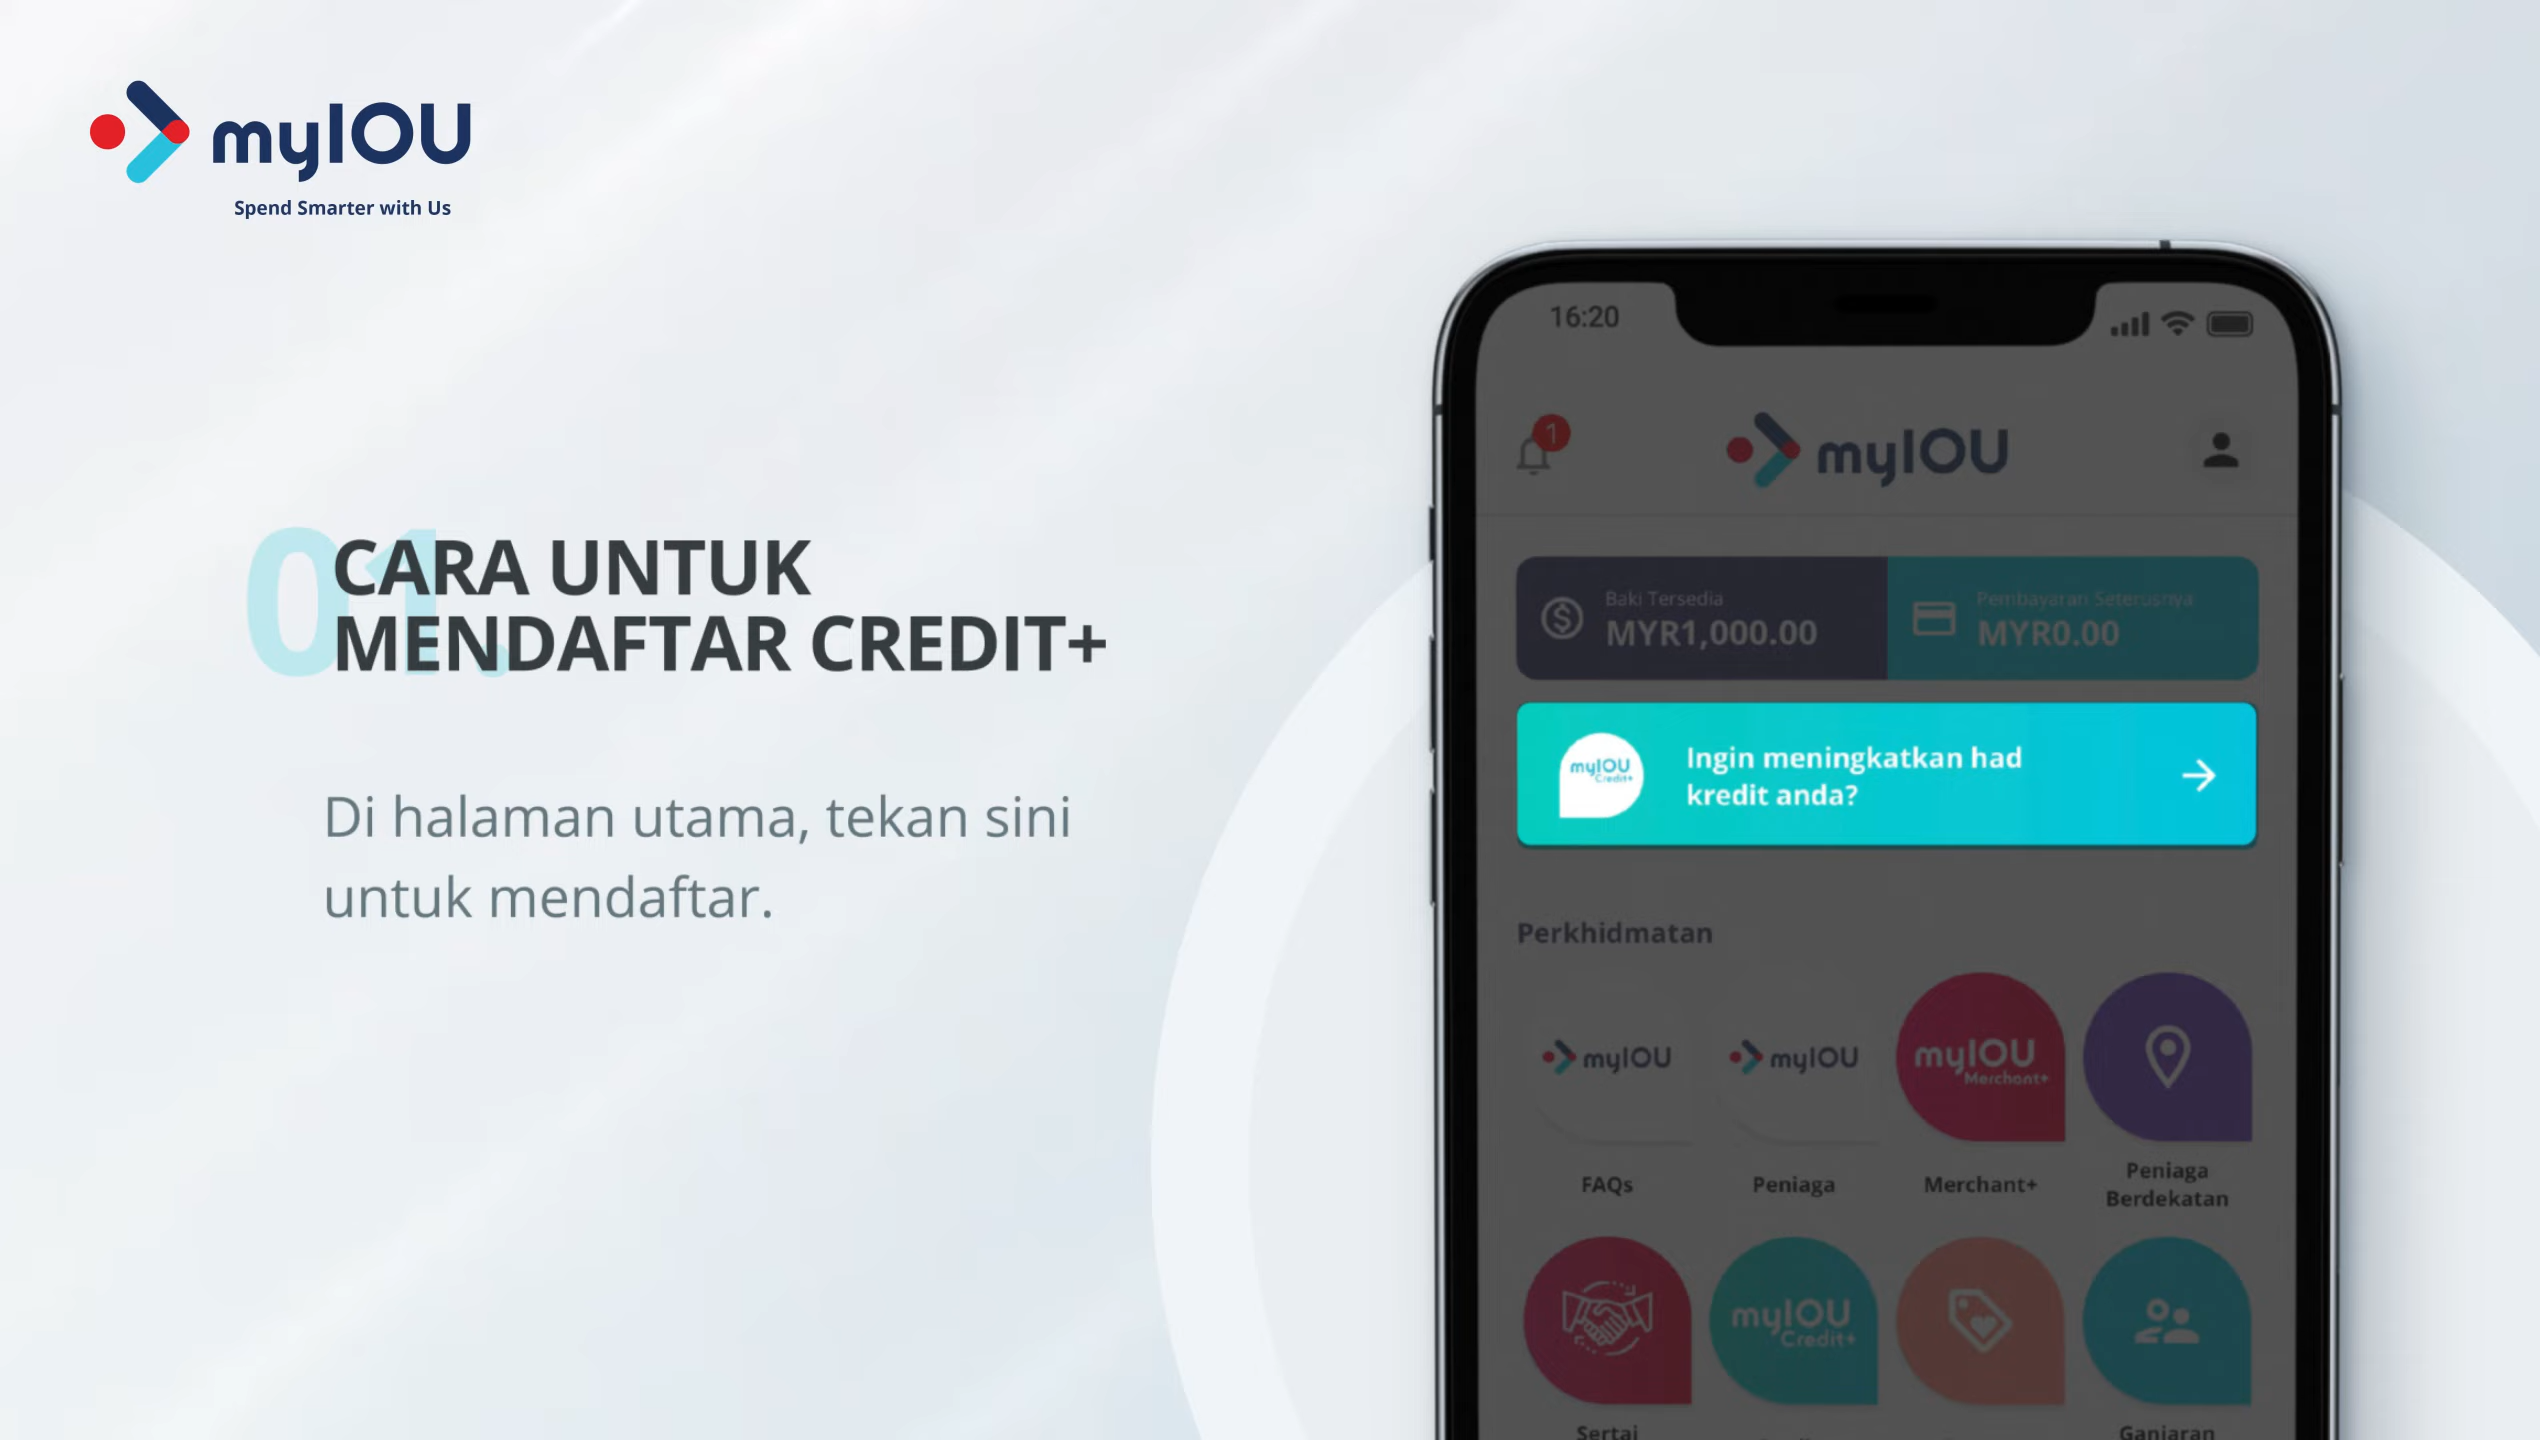 myIOU
Spend Smarter with Us
01.
CARA UNTUK
MENDAFTAR CREDIT+
Di halaman utama, tekan sini
untuk mendaftar.
16:20
1
myIOU
Baki Tersedia
MYR1,000.00
Pembayaran Seterusnya
MYR0.00
myIOU
Credit+
Ingin meningkatkan had
kredit anda?
Perkhidmatan
myIOU
myIOU
myIOU
Merchant+
FAQs
Peniaga
Merchant+
Peniaga
Berdekatan
myIOU
Credit+
Sertai
Ganjaran